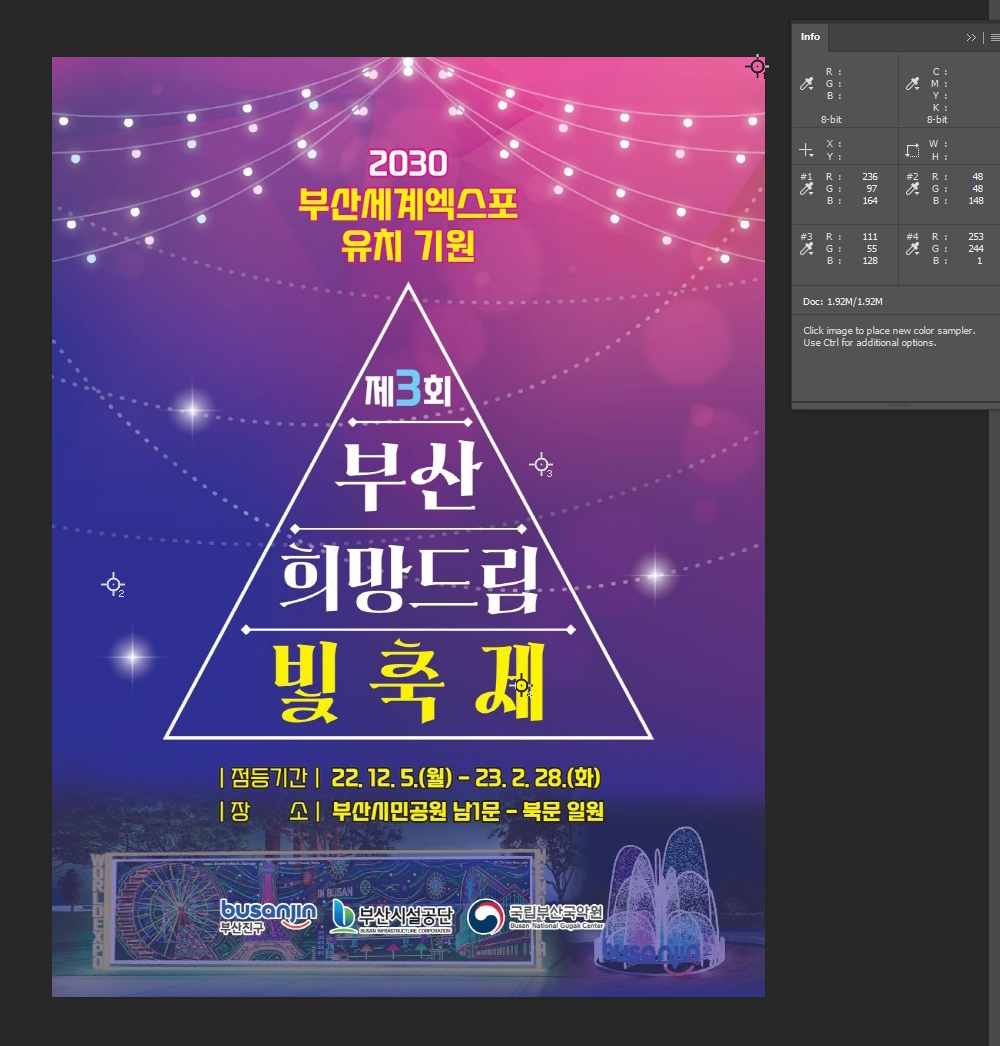 Info
R :
G :
B :
8-bit
C :
M :
Y :
K :
8-bit
X :
Y :
W :
H :
#1 R : 236
G : 97
B : 164
#2 R : 48
G : 48
B : 148
#3 R : 111
G : 55
B : 128
#4 R : 253
G : 244
B : 1
Doc: 1.92M/1.92M
Click image to place new color sampler.
Use Ctrl for additional options.
2030
부산세계엑스포
유치 기원
제3회
부산
희망드림
빛 축 제
| 점등기간 | 22. 12. 5.(월) - 23. 2. 28.(화)
| 장 소 | 부산시민공원 남1문 - 북문 일원
IN BUSAN
busanjin
부산진구
부산시설공단
BUSAN INFRASTRUCTURE CORPORATION
국립부산국악원
Busan National Gugak Center
busanjin
2
3